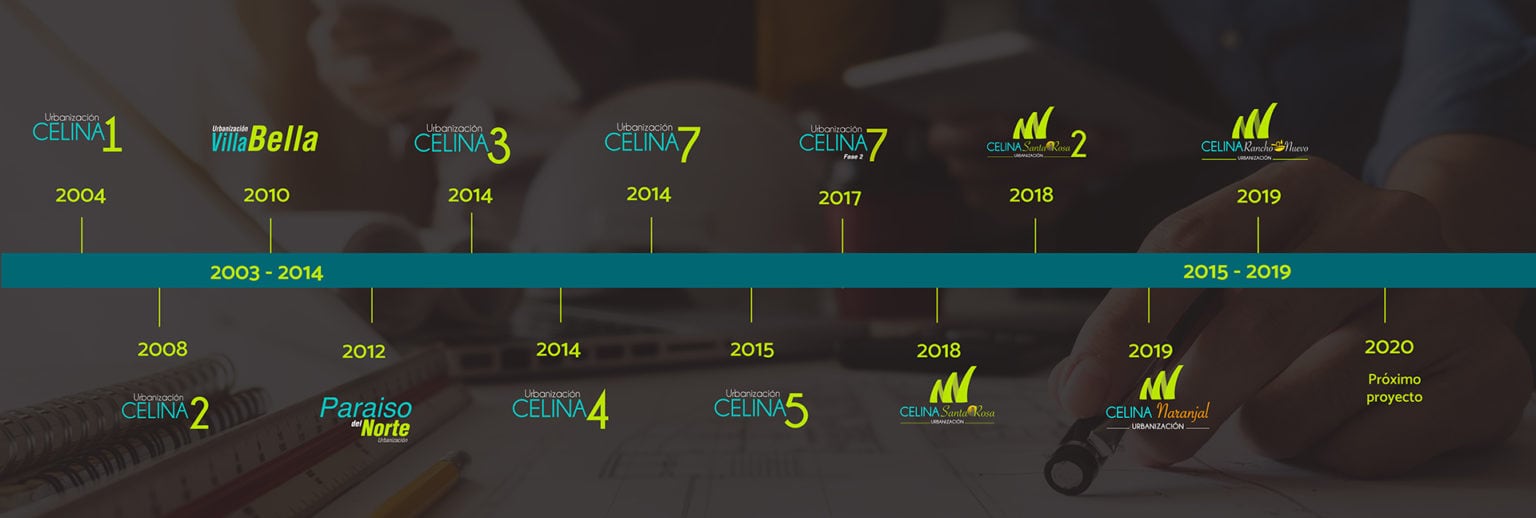 Urbanización
CELINA 1
2004
Urbanización
Villa Bella
2010
Urbanización
CELINA 3
2014
Urbanización
CELINA 7
2014
Urbanización
CELINA 7
Fase 2
2017
CELINA Santa Rosa 2
URBANIZACIÓN
2018
CELINA Rancho Nuevo
URBANIZACIÓN
2019
2003 - 2014
2015 - 2019
2008
Urbanización
CELINA 2
2012
Paraiso
del Norte
Urbanización
2014
Urbanización
CELINA 4
2015
Urbanización
CELINA 5
2018
CELINA Santa Rosa
URBANIZACIÓN
2019
CELINA Naranjal
URBANIZACIÓN
2020
Próximo
proyecto